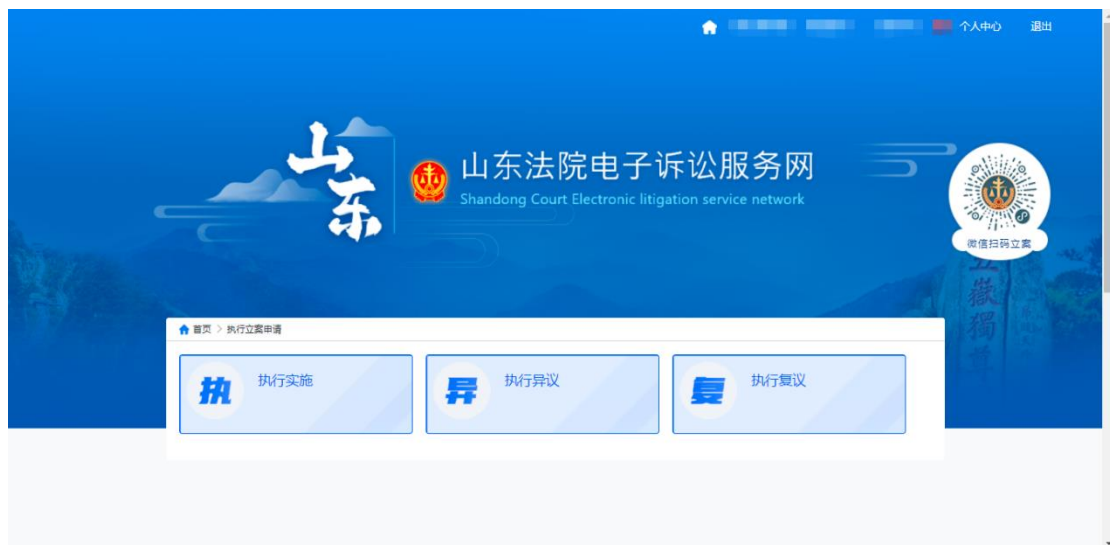 个人中心 退出
山东
山东法院电子诉讼服务网
Shandong Court Electronic litigation service network
微信扫码立案
首页 > 执行立案申请
执 执行实施
异 执行异议
复 执行复议